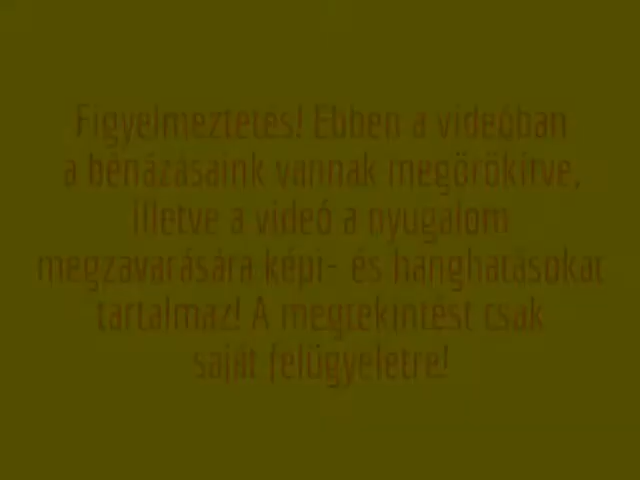 Figyelmeztetés! Ebben a videóban
a bénázásaink vannak megörökítve,
illetve a videó a nyugalom
megzavarására képi- és hanghatásokat
tartalmaz! A megtekintést csak
saját felügyeletre!